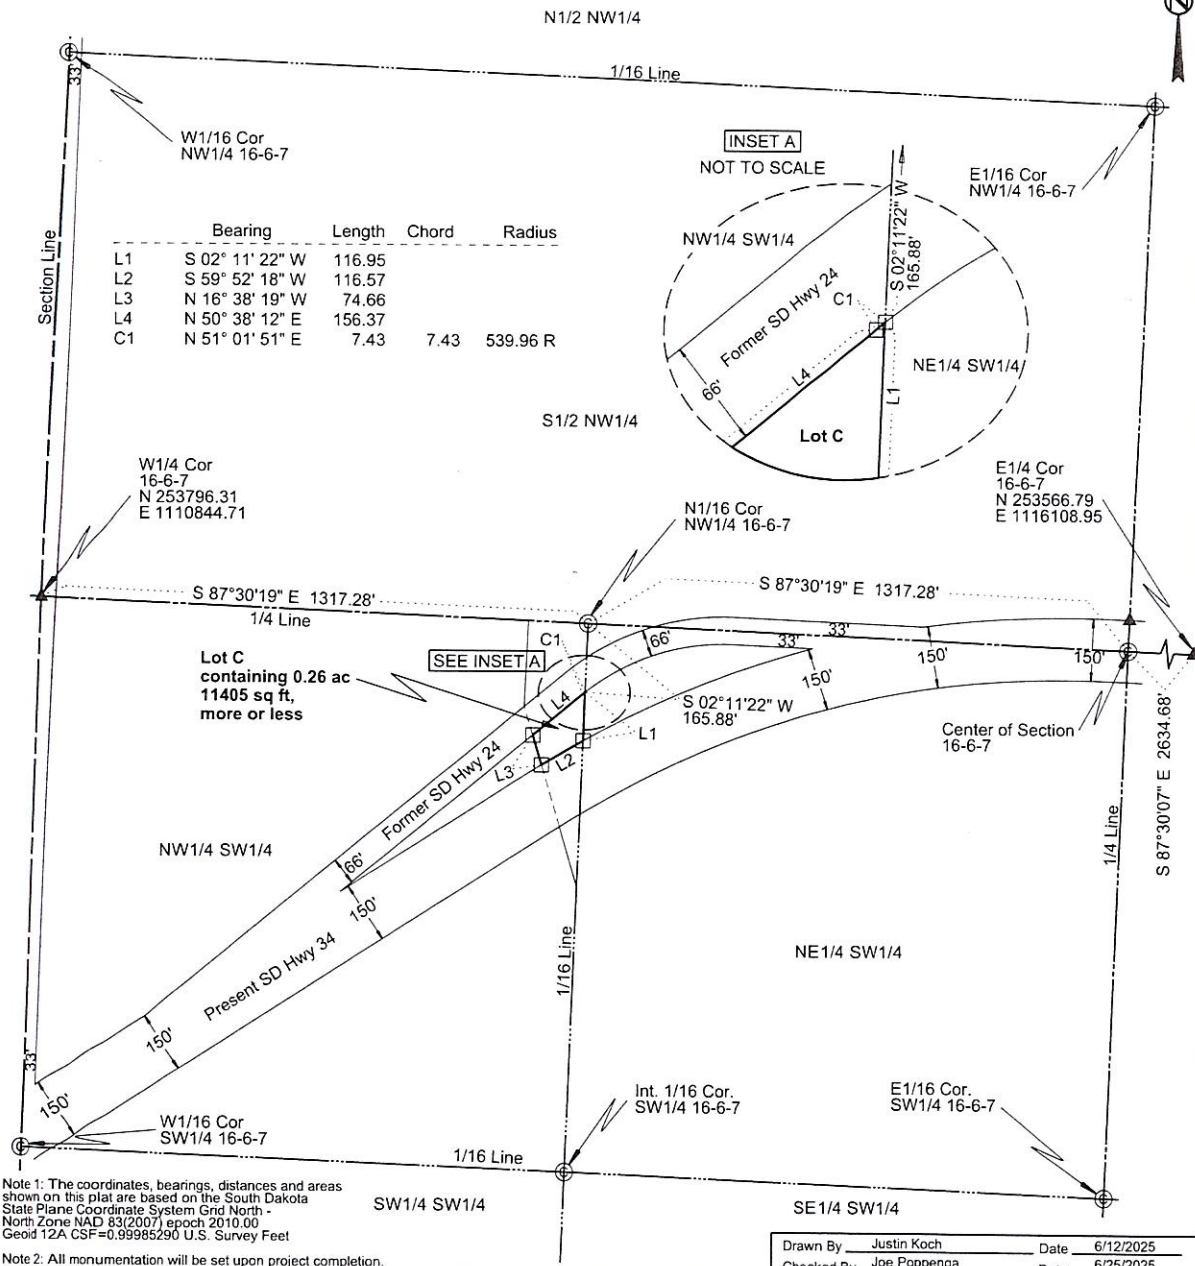 N1/2 NW1/4
1/16 Line
33'
W1/16 Cor
NW1/4 16-6-7
INSET A
NOT TO SCALE
E1/16 Cor
NW1/4 16-6-7
Section Line
Bearing Length Chord Radius
L1 S 02° 11' 22" W 116.95
L2 S 59° 52' 18" W 116.57
L3 N 16° 38' 19" W 74.66
L4 N 50° 38' 12" E 156.37
C1 N 51° 01' 51" E 7.43 7.43 539.96 R
NW1/4 SW1/4
S 02°11'22" W
165.88'
C1
Former SD Hwy 24
66'
L4
L1
NE1/4 SW1/4
Lot C
S1/2 NW1/4
W1/4 Cor
16-6-7
N 253796.31
E 1110844.71
N1/16 Cor
NW1/4 16-6-7
E1/4 Cor
16-6-7
N 253566.79
E 1116108.95
S 87°30'19" E 1317.28'
1/4 Line
S 87°30'19" E 1317.28'
C1
66'
33'
33'
150'
150'
150'
SEE INSET A
Lot C
containing 0.26 ac
11405 sq ft,
more or less
L4
S 02°11'22" W
165.88'
L1
L2
L3
Center of Section
16-6-7
S 87°30'07" E 2634.68'
Former SD Hwy 24
1/4 Line
NW1/4 SW1/4
66'
150'
Present SD Hwy 34
1/16 Line
NE1/4 SW1/4
150'
33'
150'
W1/16 Cor
SW1/4 16-6-7
Int. 1/16 Cor.
SW1/4 16-6-7
E1/16 Cor.
SW1/4 16-6-7
1/16 Line
SW1/4 SW1/4
SE1/4 SW1/4
Note 1: The coordinates, bearings, distances and areas
shown on this plat are based on the South Dakota
State Plane Coordinate System Grid North -
North Zone NAD 83(2007) epoch 2010.00
Geoid 12A CSF=0.99985290 U.S. Survey Feet
Note 2: All monumentation will be set upon project completion.
Drawn By Justin Koch Date 6/12/2025
Checked By Joe Poppenga Date 6/25/2025